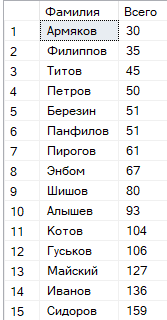 Фамилия Всего
1 Армяков 30
2 Филиппов 35
3 Титов 45
4 Петров 50
5 Березин 51
6 Панфилов 51
7 Пирогов 61
8 Энбом 67
9 Шишов 80
10 Алышев 93
11 Котов 104
12 Гуськов 106
13 Майский 127
14 Иванов 136
15 Сидоров 159